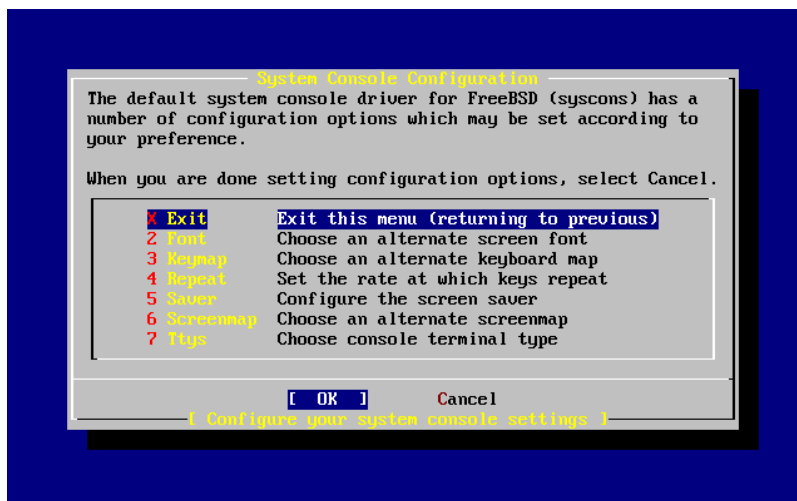 System Console Configuration
The default system console driver for FreeBSD (syscons) has a
number of configuration options which may be set according to
your preference.
When you are done setting configuration options, select Cancel.
X Exit Exit this menu (returning to previous)
2 Font Choose an alternate screen font
3 Keymap Choose an alternate keyboard map
4 Repeat Set the rate at which keys repeat
5 Saver Configure the screen saver
6 Screenmap Choose an alternate screenmap
7 Ttys Choose console terminal type
[ OK ] Cancel
[ Configure your system console settings ]